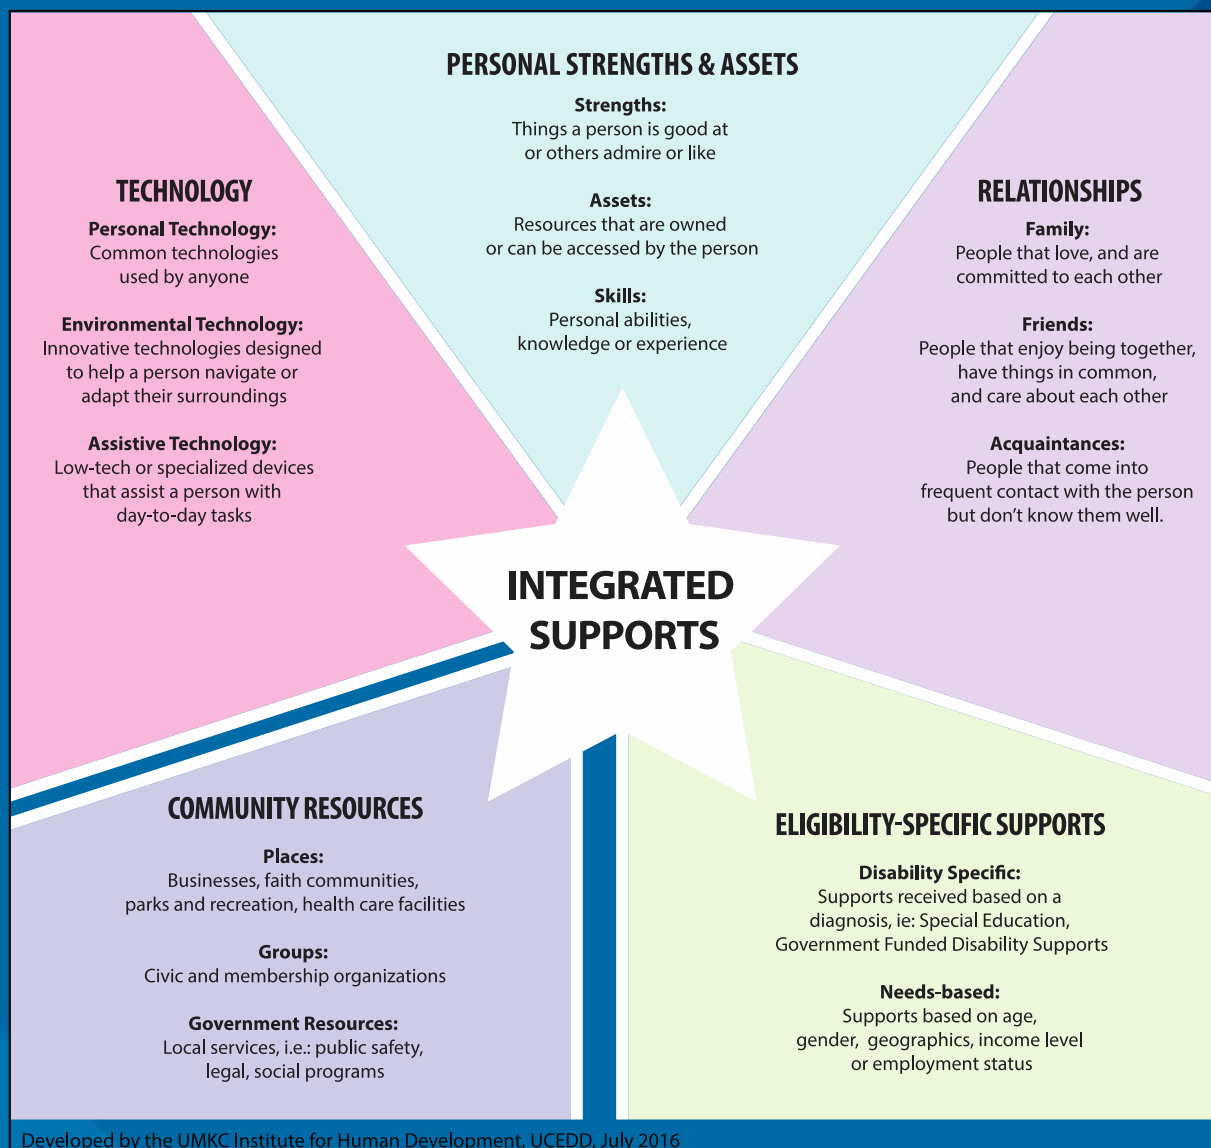 PERSONAL STRENGTHS & ASSETS
Strengths:
Things a person is good at
or others admire or like
Assets:
Resources that are owned
or can be accessed by the person
Skills:
Personal abilities,
knowledge or experience
TECHNOLOGY
Personal Technology:
Common technologies
used by anyone
Environmental Technology:
Innovative technologies designed
to help a person navigate or
adapt their surroundings
Assistive Technology:
Low-tech or specialized devices
that assist a person with
day-to-day tasks
RELATIONSHIPS
Family:
People that love, and are
committed to each other
Friends:
People that enjoy being together,
have things in common,
and care about each other
Acquaintances:
People that come into
frequent contact with the person
but don't know them well.
INTEGRATED
SUPPORTS
COMMUNITY RESOURCES
Places:
Businesses, faith communities,
parks and recreation, health care facilities
Groups:
Civic and membership organizations
Government Resources:
Local services, i.e.: public safety,
legal, social programs
ELIGIBILITY-SPECIFIC SUPPORTS
Disability Specific:
Supports received based on a
diagnosis, ie: Special Education,
Government Funded Disability Supports
Needs-based:
Supports based on age,
gender, geographics, income level
or employment status
Developed by the UMKC Institute for Human Development, UCEDD, July 2016